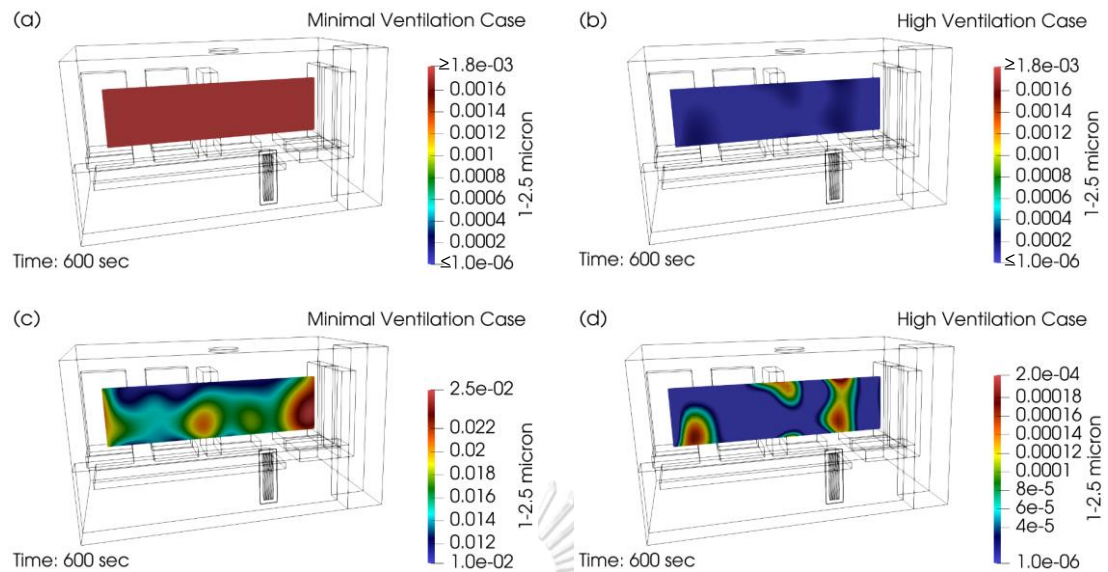 (a)
Minimal Ventilation Case
≥1.8e-03
0.0016
0.0014
0.0012
0.001
0.0008
0.0006
0.0004
0.0002
≤1.0e-06
1-2.5 micron
Time: 600 sec
(b)
High Ventilation Case
≥1.8e-03
0.0016
0.0014
0.0012
0.001
0.0008
0.0006
0.0004
0.0002
≤1.0e-06
1-2.5 micron
Time: 600 sec
(c)
Minimal Ventilation Case
2.5e-02
0.022
0.02
0.018
0.016
0.014
0.012
1.0e-02
1-2.5 micron
Time: 600 sec
(d)
High Ventilation Case
2.0e-04
0.00018
0.00014
0.00012
0.0001
8e-5
4e-5
1.0e-06
1-2.5 micron
Time: 600 sec